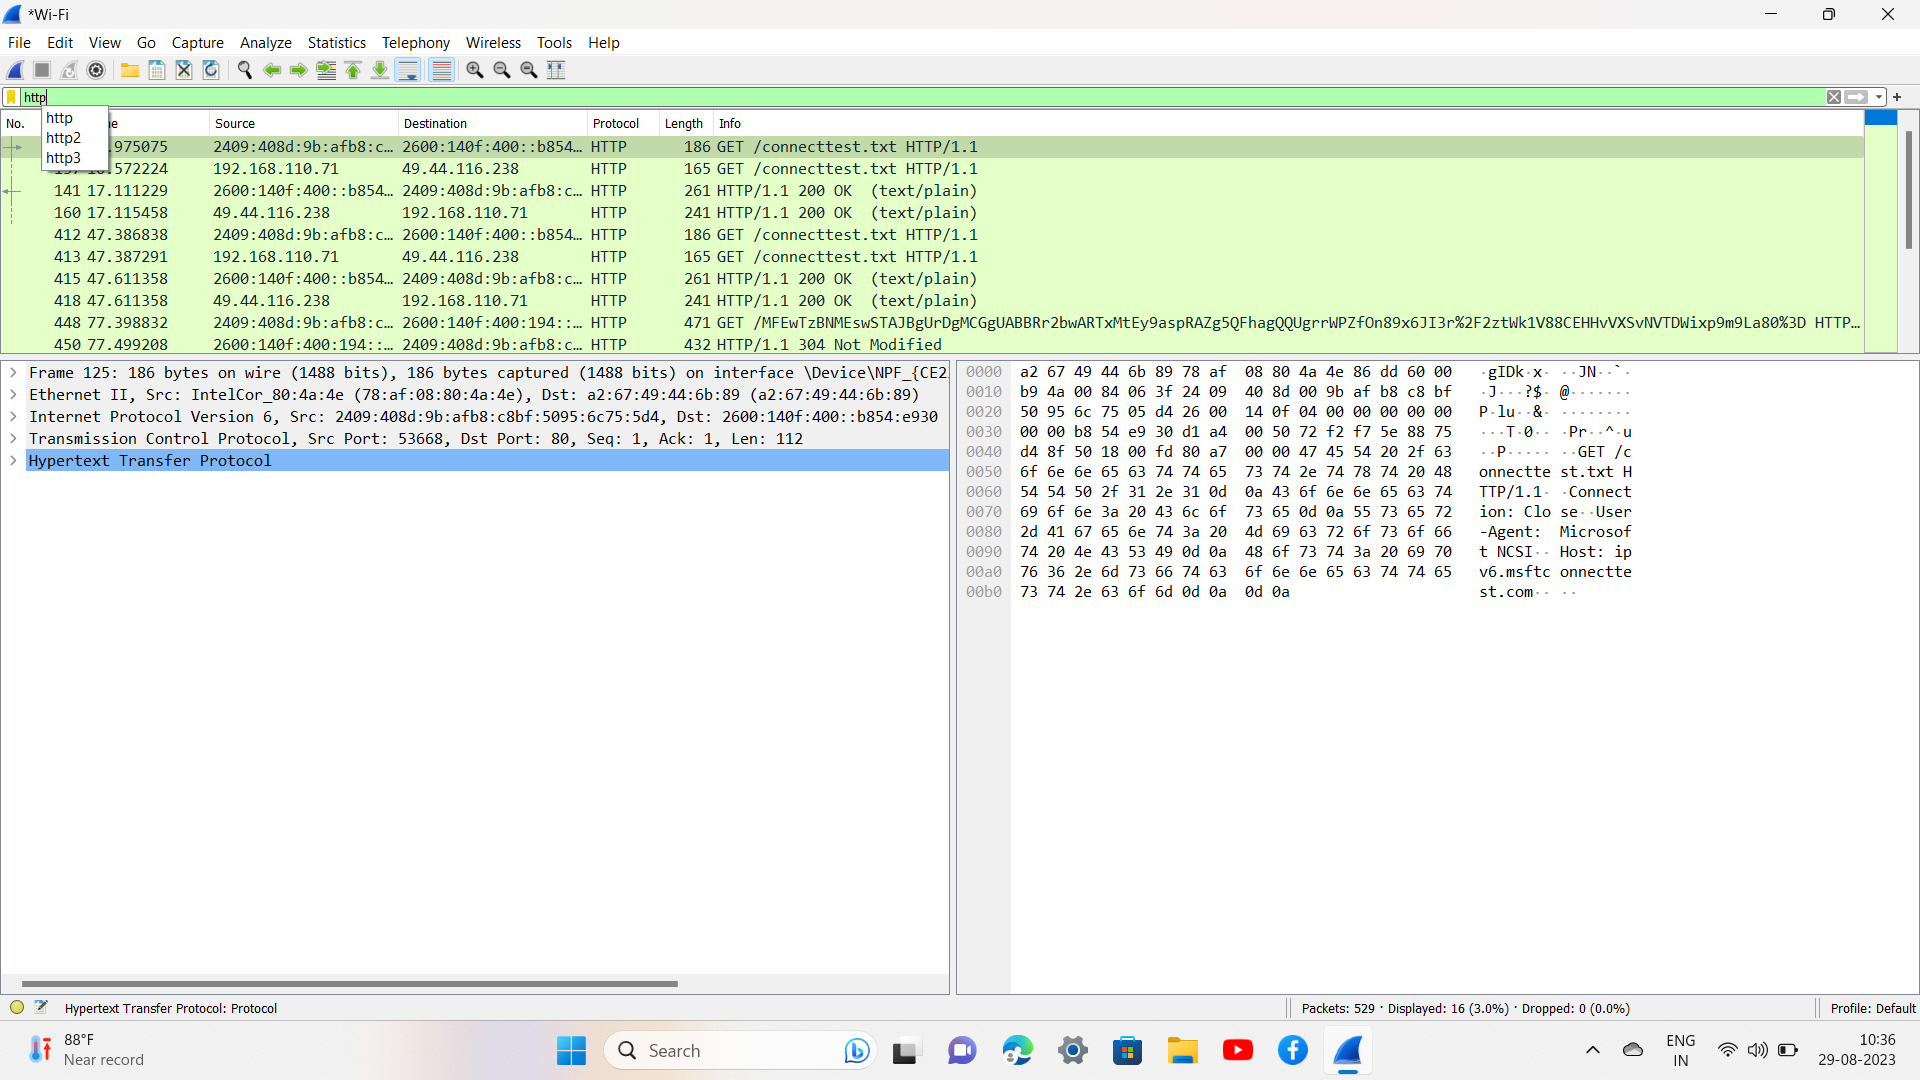 *Wi-Fi
File Edit View Go Capture Analyze Statistics Telephony Wireless Tools Help
http
http
http2
http3
No. Source Destination Protocol Length Info
.975075 2409:408d:9b:afb8:c… 2600:140f:400::b854… HTTP 186 GET /connecttest.txt HTTP/1.1
.572224 192.168.110.71 49.44.116.238 HTTP 165 GET /connecttest.txt HTTP/1.1
141 17.111229 2600:140f:400::b854… 2409:408d:9b:afb8:c… HTTP 261 HTTP/1.1 200 OK (text/plain)
160 17.115458 49.44.116.238 192.168.110.71 HTTP 241 HTTP/1.1 200 OK (text/plain)
412 47.386838 2409:408d:9b:afb8:c… 2600:140f:400::b854… HTTP 186 GET /connecttest.txt HTTP/1.1
413 47.387291 192.168.110.71 49.44.116.238 HTTP 165 GET /connecttest.txt HTTP/1.1
415 47.611358 2600:140f:400::b854… 2409:408d:9b:afb8:c… HTTP 261 HTTP/1.1 200 OK (text/plain)
418 47.611358 49.44.116.238 192.168.110.71 HTTP 241 HTTP/1.1 200 OK (text/plain)
448 77.398832 2409:408d:9b:afb8:c… 2600:140f:400:194::… HTTP 471 GET /MFEwTzBNMEswSTAJBgUrDgMCGgUABBRr2bwARTxMtEy9aspRAZg5QFhagQQUgrrWPZfOn89x6JI3r%2F2ztWk1V88CEHHvVXSvNVTDWixp9m9La80%3D HTTP…
450 77.499208 2600:140f:400:194::… 2409:408d:9b:afb8:c… HTTP 432 HTTP/1.1 304 Not Modified
Frame 125: 186 bytes on wire (1488 bits), 186 bytes captured (1488 bits) on interface \Device\NPF_{CE2
Ethernet II, Src: IntelCor_80:4a:4e (78:af:08:80:4a:4e), Dst: a2:67:49:44:6b:89 (a2:67:49:44:6b:89)
Internet Protocol Version 6, Src: 2409:408d:9b:afb8:c8bf:5095:6c75:5d4, Dst: 2600:140f:400::b854:e930
Transmission Control Protocol, Src Port: 53668, Dst Port: 80, Seq: 1, Ack: 1, Len: 112
Hypertext Transfer Protocol
0000 a2 67 49 44 6b 89 78 af 08 80 4a 4e 86 dd 60 00 ·gIDk·x· ··JN··`·
0010 b9 4a 00 84 06 3f 24 09 40 8d 00 9b af b8 c8 bf ·J···?$· @·······
0020 50 95 6c 75 05 d4 26 00 14 0f 04 00 00 00 00 00 P·lu··&· ········
0030 00 00 b8 54 e9 30 d1 a4 00 50 72 f2 f7 5e 88 75 ···T·0·· ·Pr··^·u
0040 d4 8f 50 18 00 fd 80 a7 00 00 47 45 54 20 2f 63 ··P····· ··GET /c
0050 6f 6e 6e 65 63 74 74 65 73 74 2e 74 78 74 20 48 onnectte st.txt H
0060 54 54 50 2f 31 2e 31 0d 0a 43 6f 6e 6e 65 63 74 TTP/1.1· ·Connect
0070 69 6f 6e 3a 20 43 6c 6f 73 65 0d 0a 55 73 65 72 ion: Clo se··User
0080 2d 41 67 65 6e 74 3a 20 4d 69 63 72 6f 73 6f 66 -Agent: Microsof
0090 74 20 4e 43 53 49 0d 0a 48 6f 73 74 3a 20 69 70 t NCSI·· Host: ip
00a0 76 36 2e 6d 73 66 74 63 6f 6e 6e 65 63 74 74 65 v6.msftc onnectte
00b0 73 74 2e 63 6f 6d 0d 0a 0d 0a st.com·· ··
Hypertext Transfer Protocol: Protocol
Packets: 529 · Displayed: 16 (3.0%) · Dropped: 0 (0.0%)
Profile: Default
88°F
Near record
Search
ENG
IN
10:36
29-08-2023